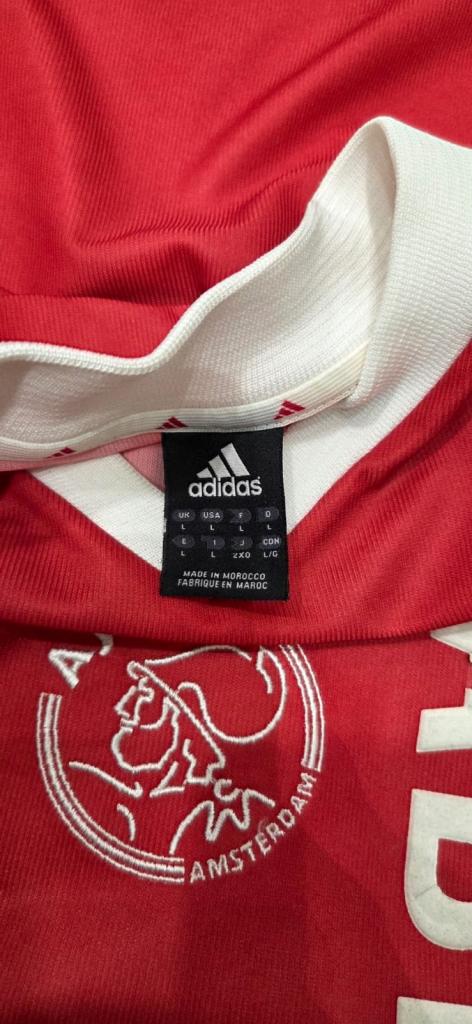 adidas
UK USA F D
L L L L
E I J CDN
L L 2XO L/G
MADE IN MOROCCO
FABRIQUE EN MAROC
AMSTERDAM